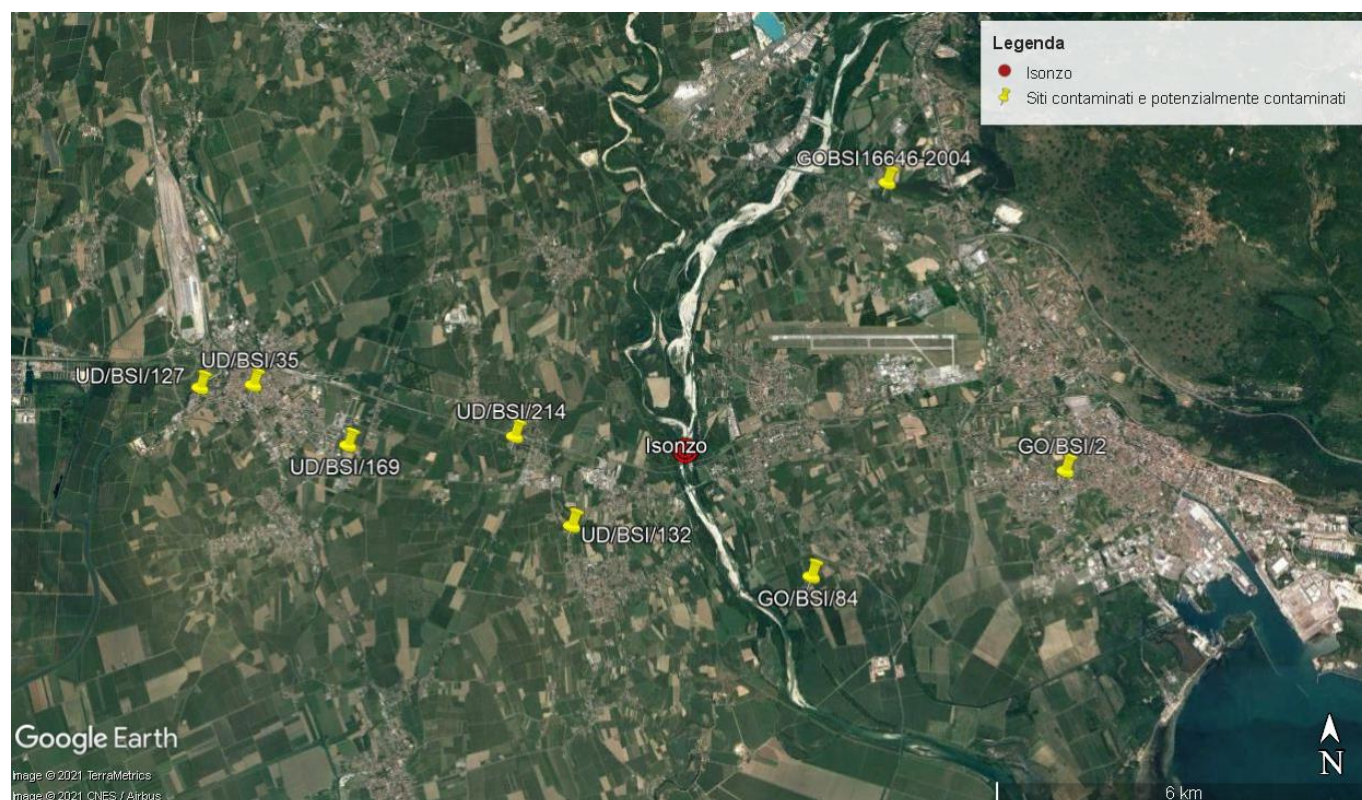 Legenda
Isonzo
Siti contaminati e potenzialmente contaminati
GOBSI16646-2004
UD/BSI/35
UD/BSI/127
UD/BSI/214
UD/BSI/169
Isonzo
GO/BSI/2
UD/BSI/132
GO/BSI/84
Google Earth
Image © 2021 TerraMetrics
Image © 2021 CNES / Airbus
N
6 km